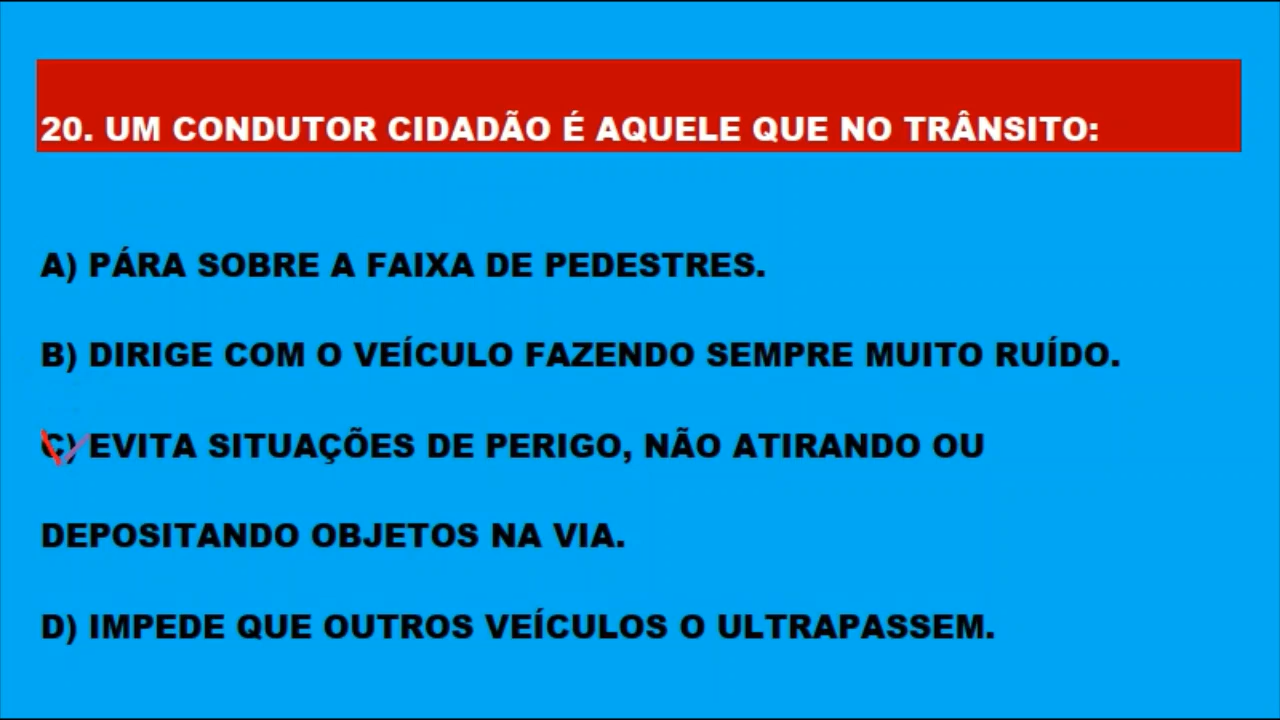 20. UM CONDUTOR CIDADÃO É AQUELE QUE NO TRÂNSITO:
A) PÁRA SOBRE A FAIXA DE PEDESTRES.
B) DIRIGE COM O VEÍCULO FAZENDO SEMPRE MUITO RUÍDO.
C) EVITA SITUAÇÕES DE PERIGO, NÃO ATIRANDO OU
DEPOSITANDO OBJETOS NA VIA.
D) IMPEDE QUE OUTROS VEÍCULOS O ULTRAPASSEM.